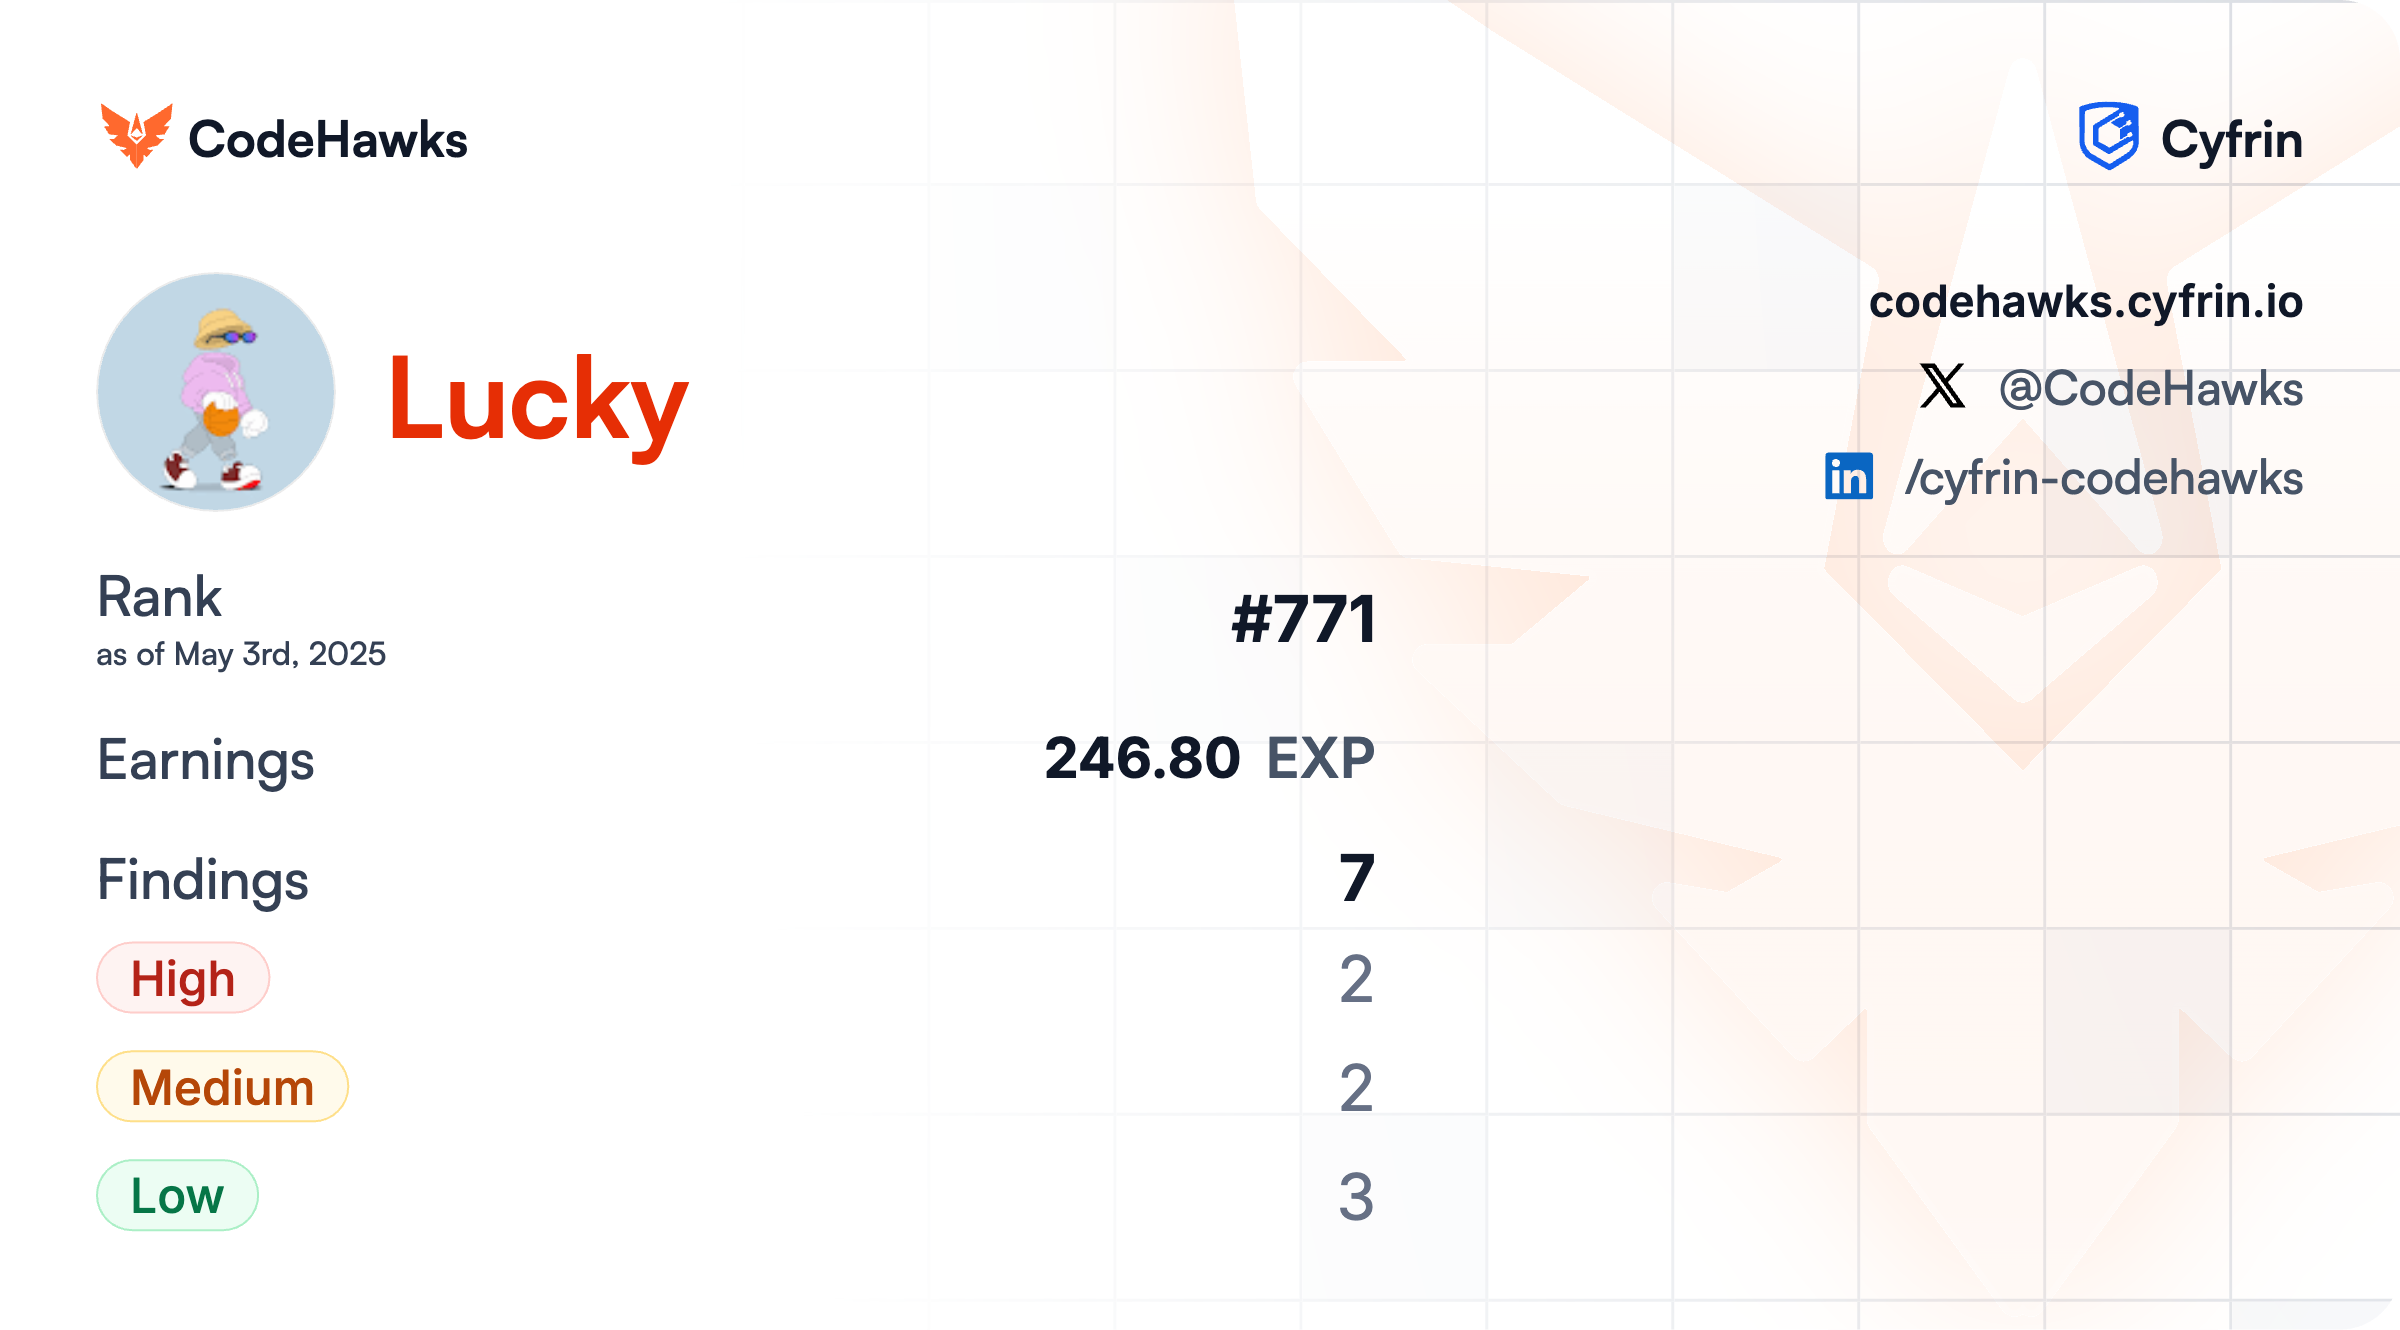 CodeHawks
Cyfrin
Lucky
codehawks.cyfrin.io
@CodeHawks
/cyfrin-codehawks
Rank
as of May 3rd, 2025
#771
Earnings
246.80 EXP
Findings
7
High
2
Medium
2
Low
3